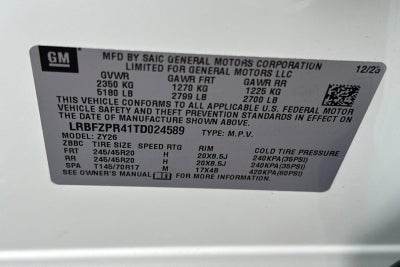 GM
MFD BY SAIC GENERAL MOTORS CORPORATION
LIMITED FOR GENERAL MOTORS LLC
12/25
GVWR GAWR FRT GAWR RR
2350 KG 1270 KG 1225 KG
5180 LB 2799 LB 2700 LB
THIS VEHICLE CONFORMS TO ALL APPLICABLE U.S. FEDERAL MOTOR
VEHICLE SAFETY AND THEFT PREVENTION STANDARDS IN EFFECT ON
THE DATE OF MANUFACTURE SHOWN ABOVE.
LRBFZPR41TD024589 TYPE: M.P.V.
MODEL: ZY26
ZBBC TIRE SIZE SPEED RTG RIM COLD TIRE PRESSURE
FRT 245/45R20 H 20X8.5J 240KPA(35PSI)
RR 245/45R20 H 20X8.5J 240KPA(35PSI)
SPA T145/70R17 M 17X4B 420KPA(60PSI)
SEE OWNER'S MANUAL FOR MORE INFORMATION.